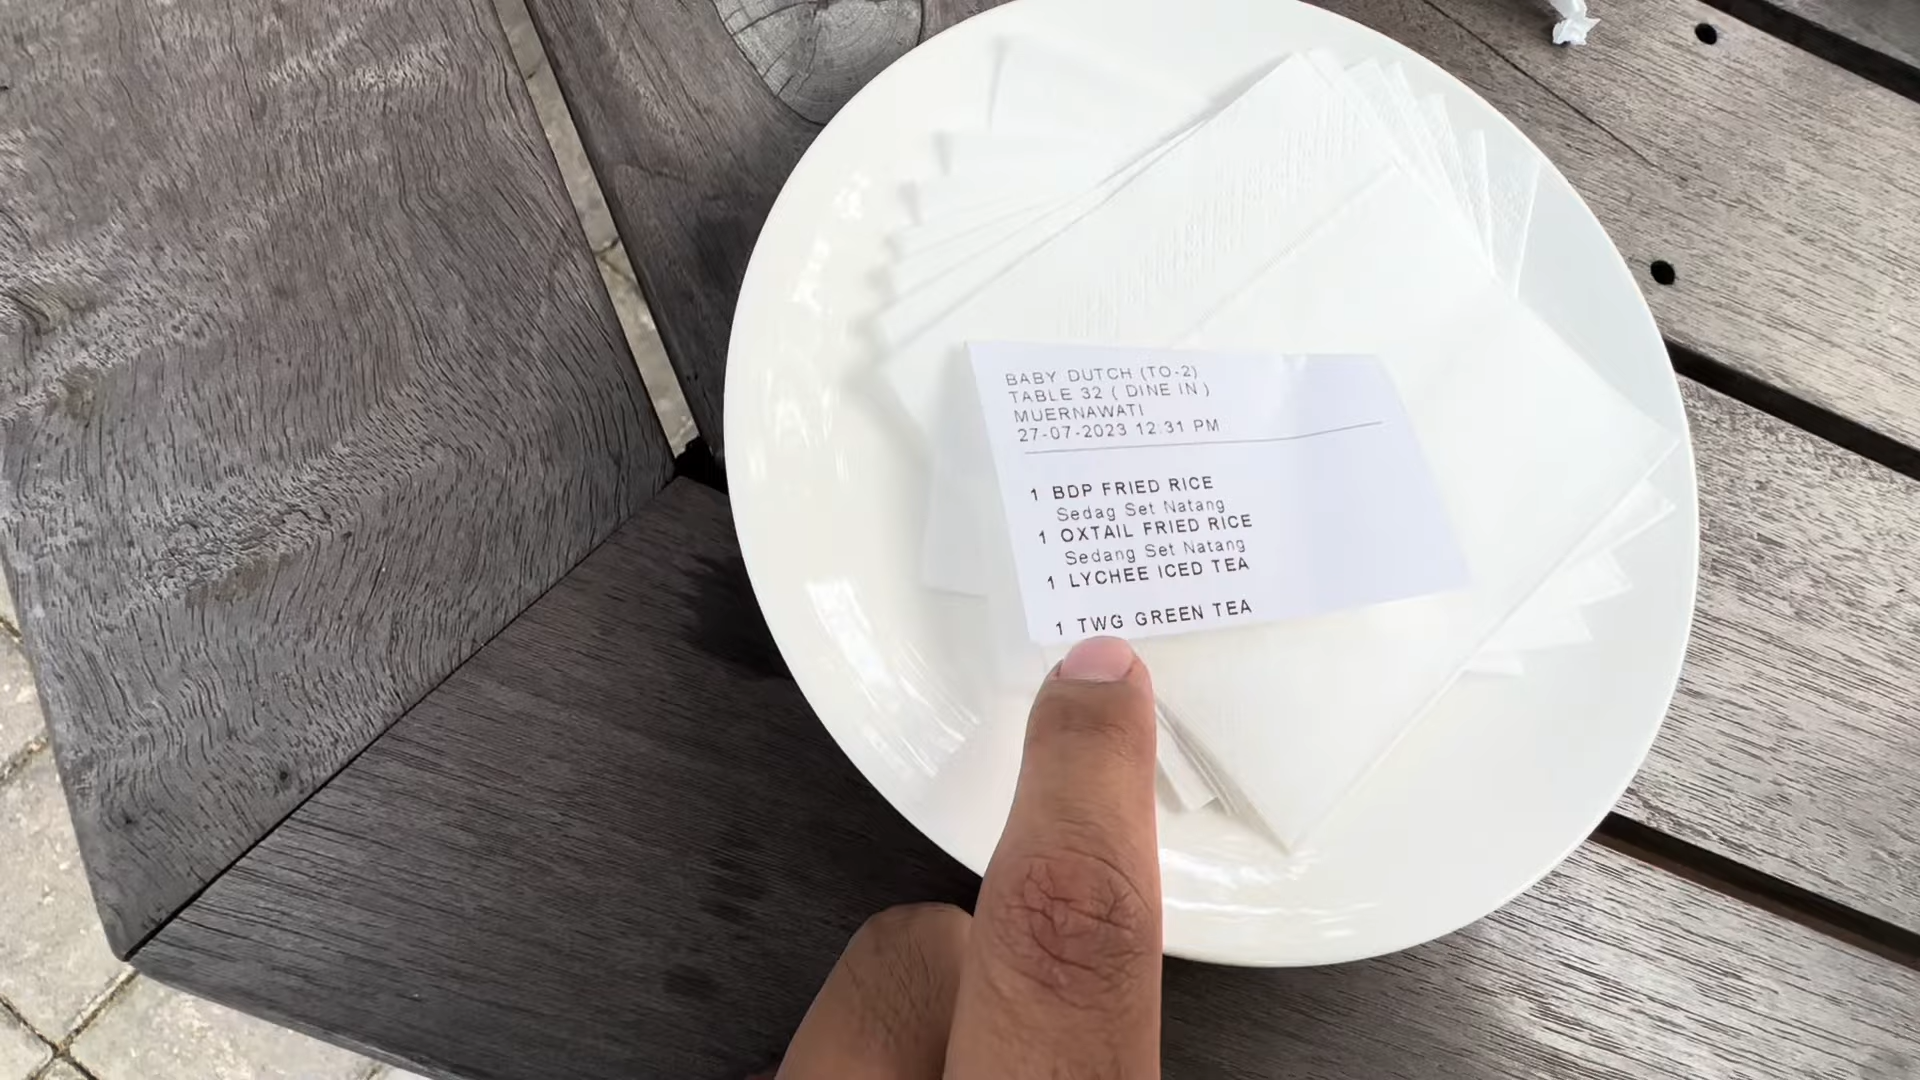 BABY DUTCH (TO-2)
TABLE 32 ( DINE IN )
MUERNAWATI
27-07-2023 12:31 PM
1 BDP FRIED RICE
Sedag Set Natang
1 OXTAIL FRIED RICE
Sedang Set Natang
1 LYCHEE ICED TEA
1 TWG GREEN TEA